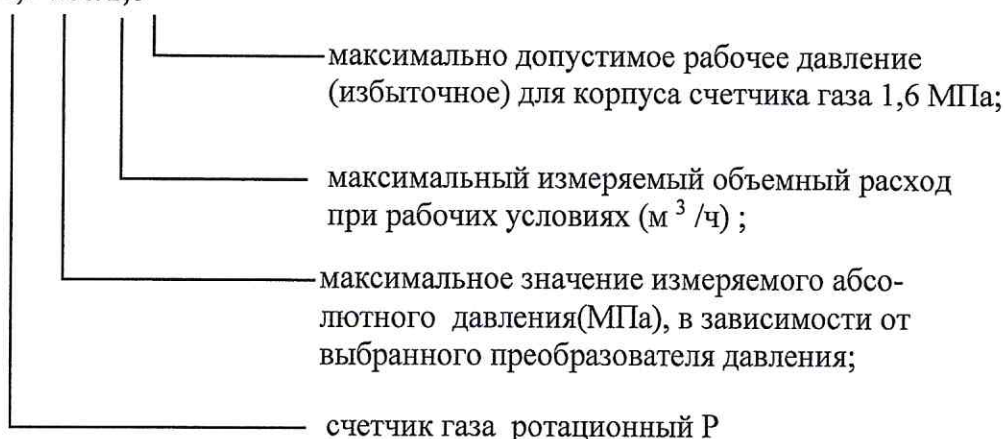 максимально допустимое рабочее давление
(избыточное) для корпуса счетчика газа 1,6 МПа;
максимальный измеряемый объемный расход
при рабочих условиях (м ³ /ч) ;
максимальное значение измеряемого абсо-
лютного давления(МПа), в зависимости от
выбранного преобразователя давления;
счетчик газа ротационный Р